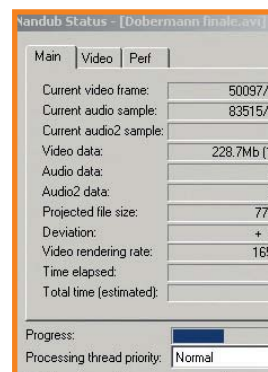 Nandub Status - [Dobermann finale.avi]
Main Video Perf
Current video frame: 50097/
Current audio sample: 83515/
Current audio2 sample:
Video data: 228.7Mb (
Audio data:
Audio2 data:
Projected file size: 77
Deviation: +
Video rendering rate: 165
Time elapsed:
Total time (estimated):
Progress:
Processing thread priority: Normal